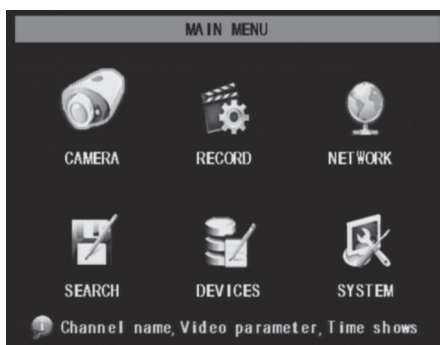 MAIN MENU
CAMERA RECORD NETWORK
SEARCH DEVICES SYSTEM
Channel name, Video parameter, Time shows